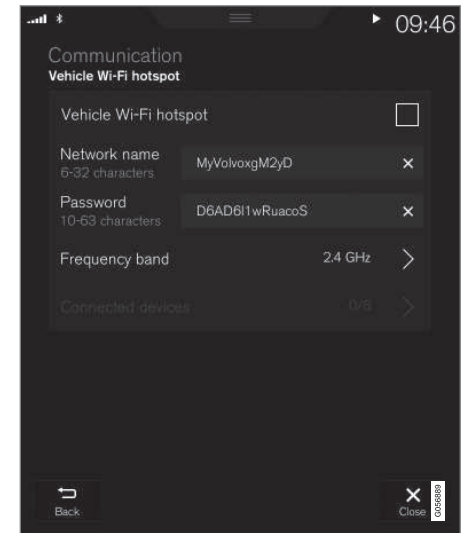 09:46
Communication
Vehicle Wi-Fi hotspot
Vehicle Wi-Fi hotspot
Network name
6-32 characters
MyVolvoxgM2yD
Password
10-63 characters
D6AD6l1wRuacoS
Frequency band 2.4 GHz
Connected devices 0/8
Back
Close
G056889